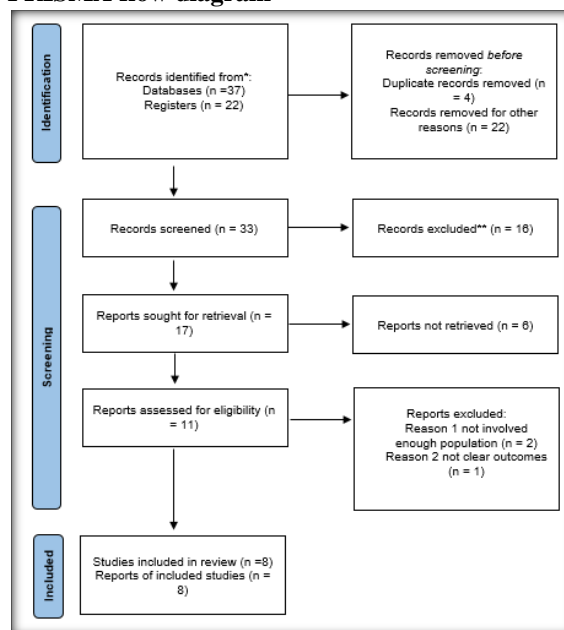 PRISMA flow diagram
Identification
Records identified from*:
Databases (n =37)
Registers (n = 22)
Records removed before
screening:
Duplicate records removed (n
= 4)
Records removed for other
reasons (n = 22)
Screening
Records screened (n = 33)
Records excluded** (n = 16)
Reports sought for retrieval (n =
17)
Reports not retrieved (n = 6)
Reports assessed for eligibility (n
= 11)
Reports excluded:
Reason 1 not involved
enough population (n = 2)
Reason 2 not clear outcomes
(n = 1)
Included
Studies included in review (n =8)
Reports of included studies (n =
8)